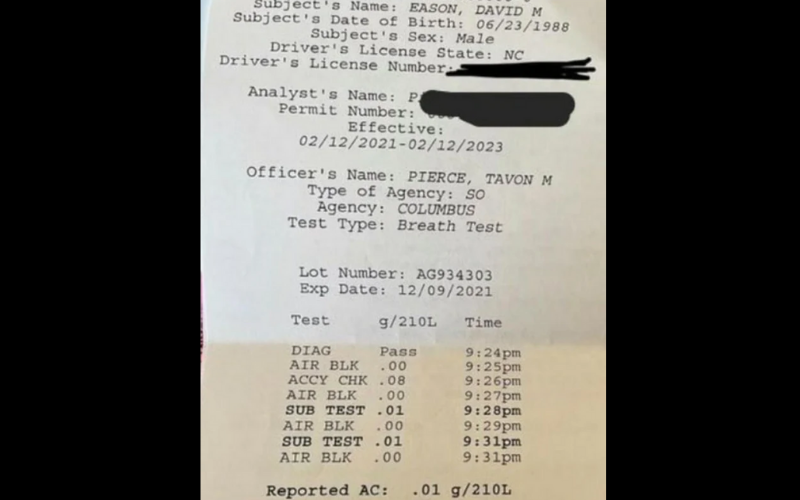 Subject's Name: EASON, DAVID M
Subject's Date of Birth: 06/23/1988
Subject's Sex: Male
Driver's License State: NC
Driver's License Number:
Analyst's Name: P
Permit Number:
Effective:
02/12/2021-02/12/2023
Officer's Name: PIERCE, TAVON M
Type of Agency: SO
Agency: COLUMBUS
Test Type: Breath Test
Lot Number: AG934303
Exp Date: 12/09/2021
Test g/210L Time
DIAG Pass 9:24pm
AIR BLK .00 9:25pm
ACCY CHK .08 9:26pm
AIR BLK .00 9:27pm
SUB TEST .01 9:28pm
AIR BLK .00 9:29pm
SUB TEST .01 9:31pm
AIR BLK .00 9:31pm
Reported AC: .01 g/210L